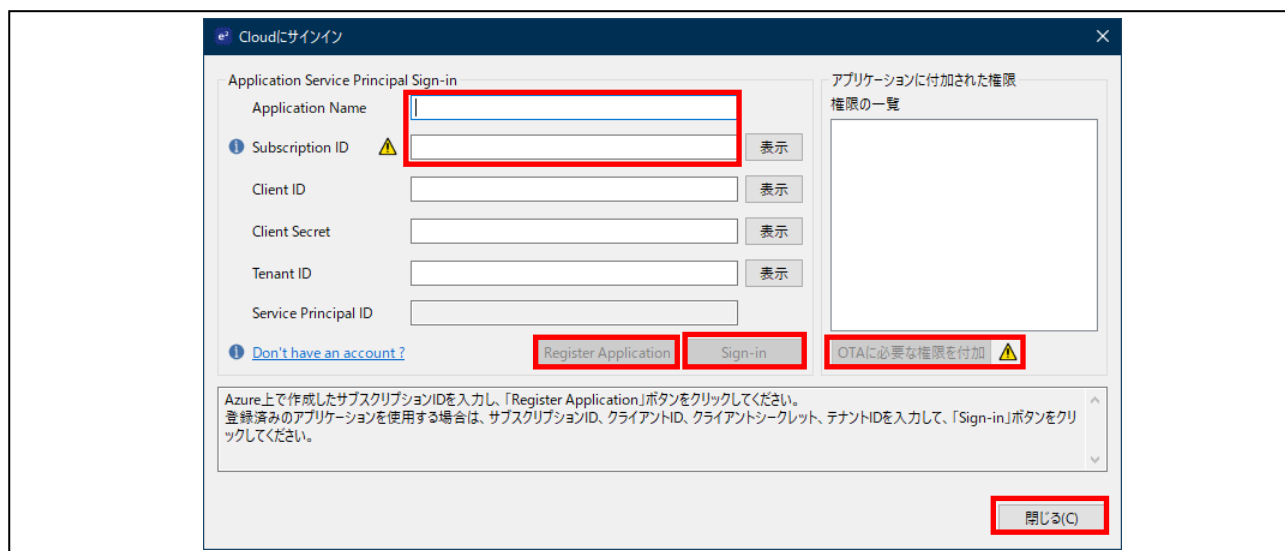 e² Cloudにサインイン
Application Service Principal Sign-in
Application Name
Subscription ID 表示
Client ID 表示
Client Secret 表示
Tenant ID 表示
Service Principal ID
Don't have an account ? Register Application Sign-in
アプリケーションに付加された権限
権限の一覧
OTAに必要な権限を付加
Azure上で作成したサブスクリプションIDを入力し、「Register Application」ボタンをクリックしてください。
登録済みのアプリケーションを使用する場合は、サブスクリプションID、クライアントID、クライアントシークレット、テナントIDを入力して、「Sign-in」ボタンをクリ
ックしてください。
閉じる(C)